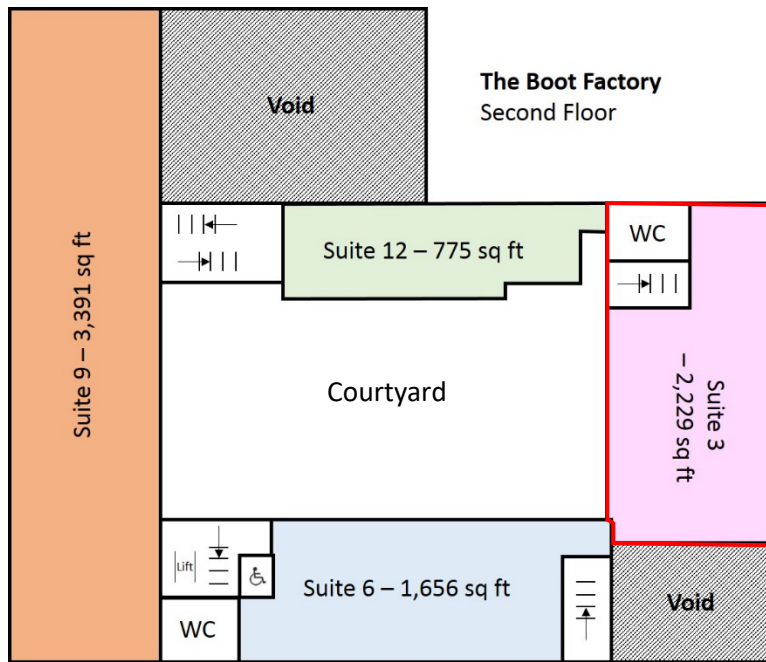 The Boot Factory
Second Floor
Void
Suite 12 – 775 sq ft
WC
Suite 9 – 3,391 sq ft
Courtyard
Suite 3
– 2,229 sq ft
Lift
Suite 6 – 1,656 sq ft
WC
Void